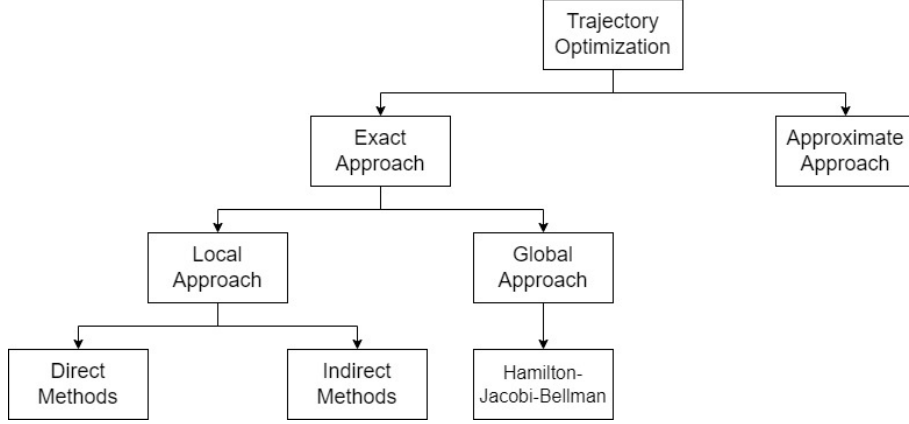 Trajectory
Optimization
Exact
Approach
Approximate
Approach
Local
Approach
Global
Approach
Direct
Methods
Indirect
Methods
Hamilton-
Jacobi-Bellman